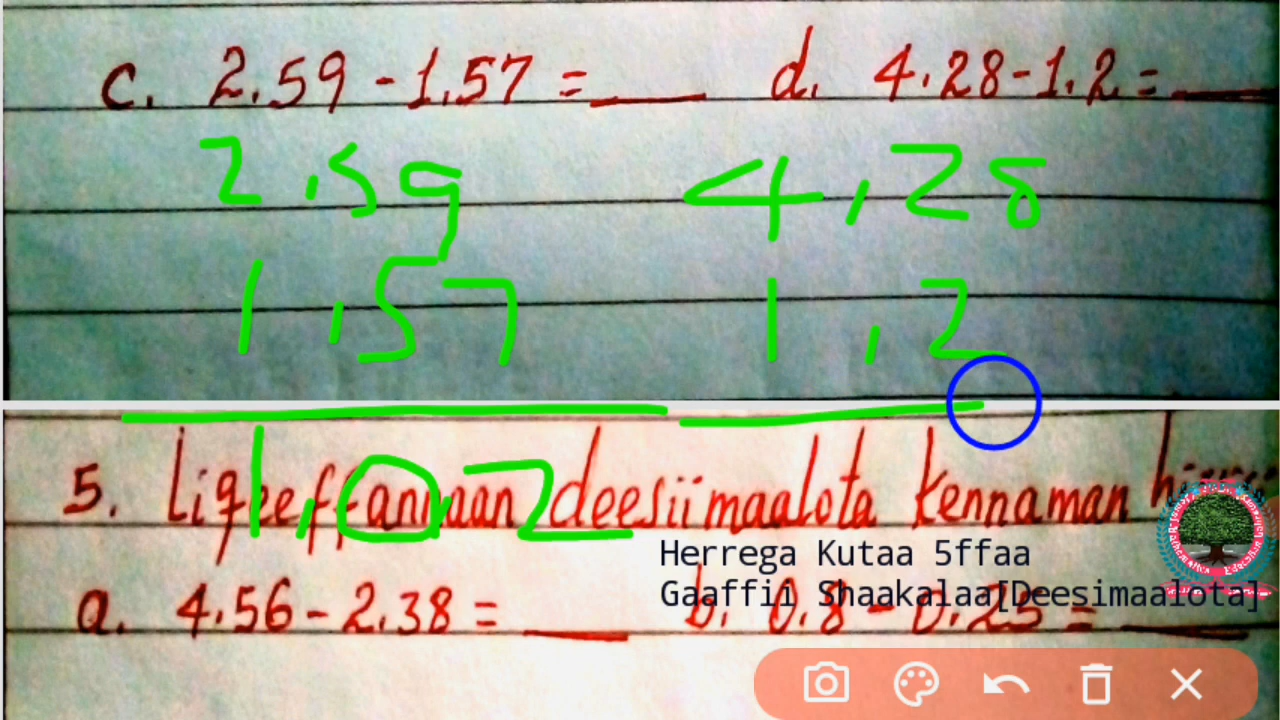 c. 2.59 - 1.57 = ___ d. 4.28 - 1.2 = ___
2.59 4.28
1.57 1.2
1.02
5. Liqeeffannaan deesiimaalota kennaman
Herrega Kutaa 5ffaa
Gaaffii Shaakalaa[Deesimaalota]
a. 4.56 - 2.38 = ___ b. 0.8 - 0.25 = ___